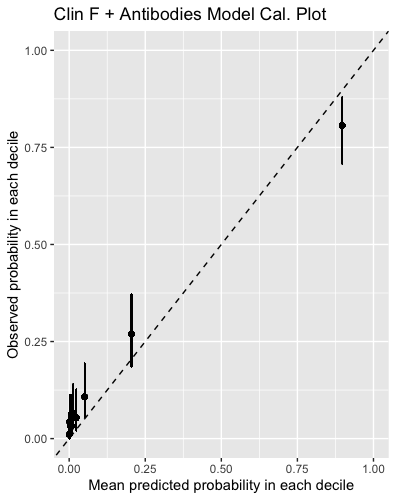 Clin F + Antibodies Model Cal. Plot
Observed probability in each decile
1.00
0.75
0.50
0.25
0.00
0.00 0.25 0.50 0.75 1.00
Mean predicted probability in each decile